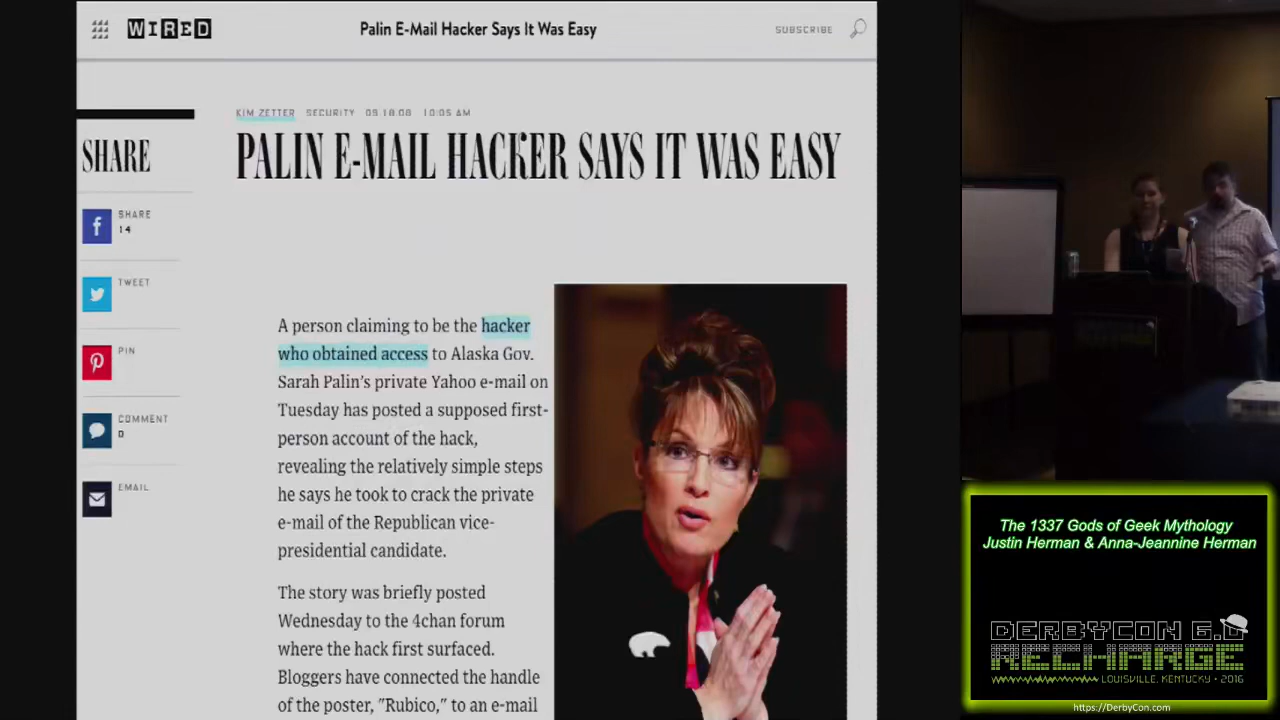 WIRED
Palin E-Mail Hacker Says It Was Easy
SUBSCRIBE
KIM ZETTER SECURITY 09.18.08 10:05 AM
PALIN E-MAIL HACKER SAYS IT WAS EASY
SHARE
SHARE
14
TWEET
PIN
COMMENT
0
EMAIL
A person claiming to be the hacker
who obtained access to Alaska Gov.
Sarah Palin's private Yahoo e-mail on
Tuesday has posted a supposed first-
person account of the hack,
revealing the relatively simple steps
he says he took to crack the private
e-mail of the Republican vice-
presidential candidate.
The story was briefly posted
Wednesday to the 4chan forum
where the hack first surfaced.
Bloggers have connected the handle
of the poster, "Rubico," to an e-mail
The 1337 Gods of Geek Mythology
Justin Herman & Anna-Jeannine Herman
DERBYCON 6.0
RECHARGE
LOUISVILLE, KENTUCKY • 2016
https://DerbyCon.com